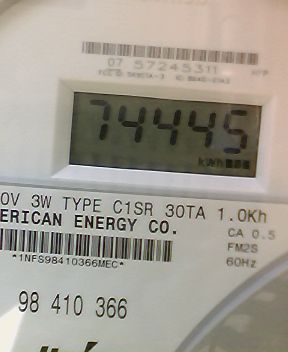 07 57245311
74445
kWh
0V 3W TYPE C1SR 30TA 1.0Kh
ERICAN ENERGY CO.
CA 0.5
FM2S
*1NFS98410366MEC*
60Hz
98 410 366